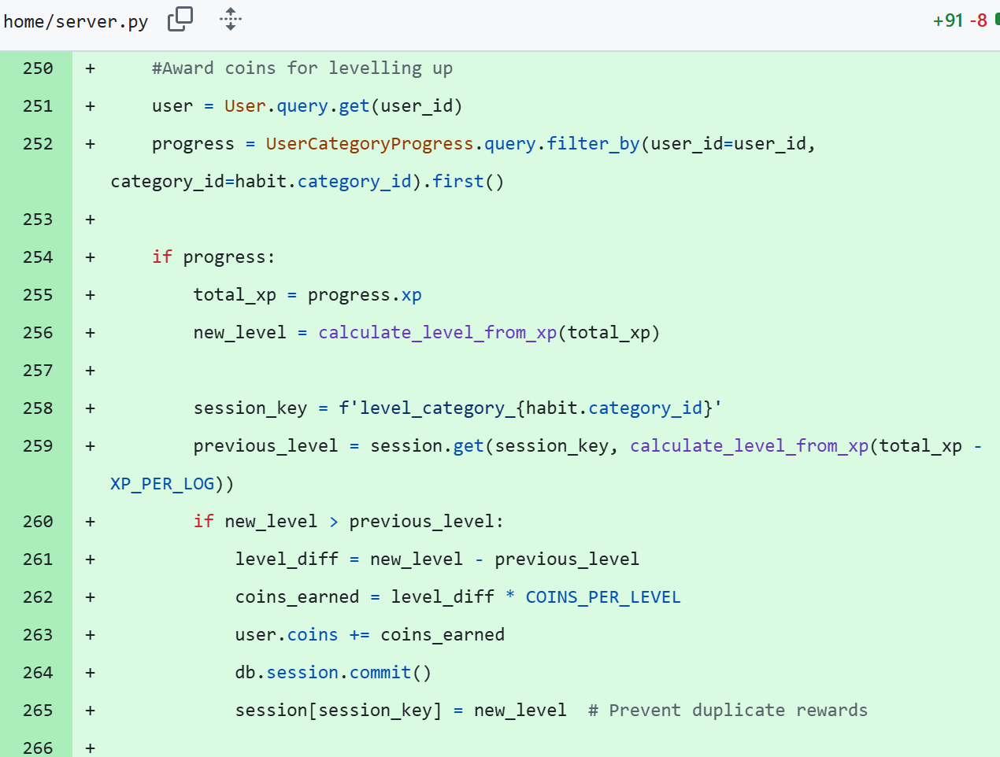 home/server.py
+91 -8
250 + #Award coins for levelling up
251 + user = User.query.get(user_id)
252 + progress = UserCategoryProgress.query.filter_by(user_id=user_id,
category_id=habit.category_id).first()
253 +
254 + if progress:
255 + total_xp = progress.xp
256 + new_level = calculate_level_from_xp(total_xp)
257 +
258 + session_key = f'level_category_{habit.category_id}'
259 + previous_level = session.get(session_key, calculate_level_from_xp(total_xp -
XP_PER_LOG))
260 + if new_level > previous_level:
261 + level_diff = new_level - previous_level
262 + coins_earned = level_diff * COINS_PER_LEVEL
263 + user.coins += coins_earned
264 + db.session.commit()
265 + session[session_key] = new_level  # Prevent duplicate rewards
266 +